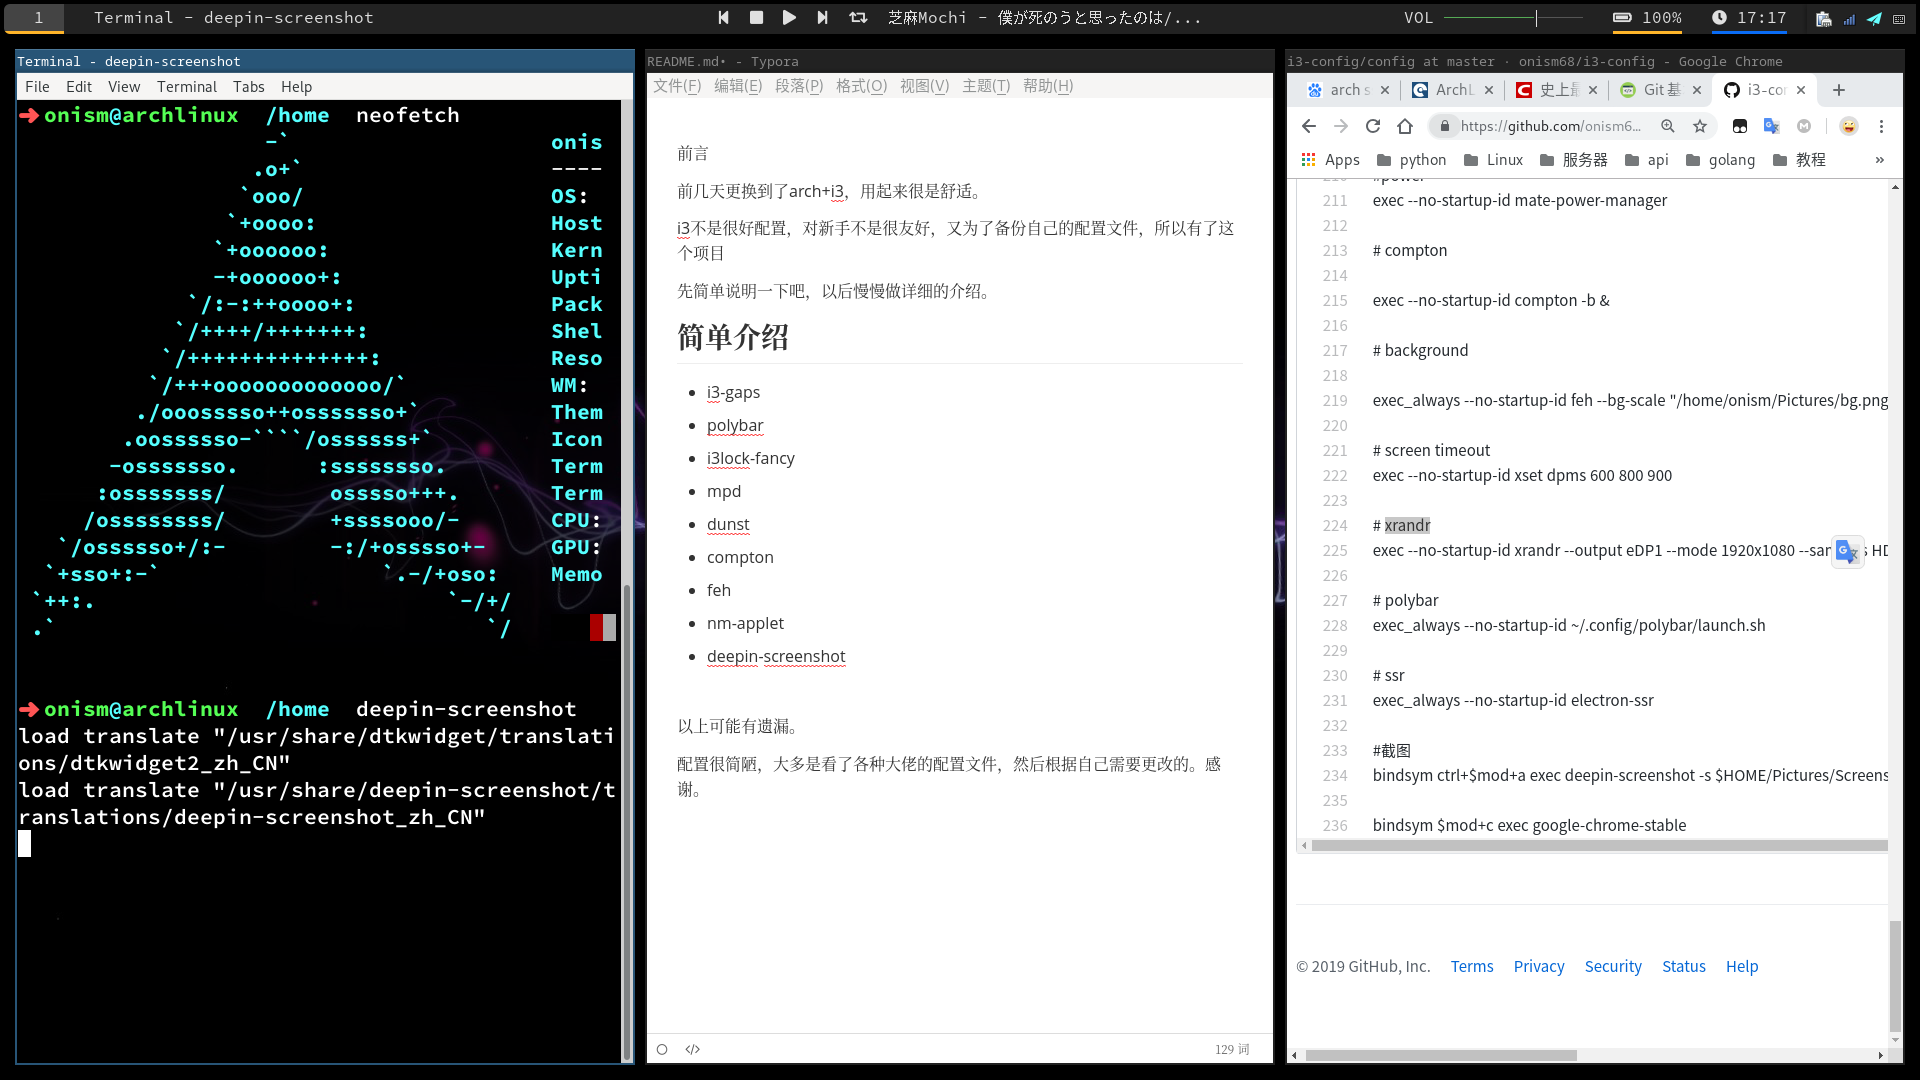 1 Terminal - deepin-screenshot
芝麻Mochi - 僕が死のうと思ったのは/...
VOL 100% 17:17
Terminal - deepin-screenshot
File Edit View Terminal Tabs Help
➜ onism@archlinux /home neofetch
-` onis
.o+` ----
`ooo/ OS:
`+oooo: Host
`+oooooo: Kern
-+oooooo+: Upti
`/:-:++oooo+: Pack
`/++++/+++++++: Shel
`/++++++++++++++: Reso
`/+++ooooooooooooo/` WM:
./ooosssso++osssssso+` Them
.oossssso-````/ossssss+` Icon
-osssssso. :ssssssso. Term
:osssssss/ osssso+++. Term
/ossssssss/ +ssssooo/- CPU:
`/ossssso+/:- -:/+osssso+- GPU:
`+sso+:-` `.-/+oso: Memo
`++:. `-/+/
.` `/
➜ onism@archlinux /home deepin-screenshot
load translate "/usr/share/dtkwidget/translati
ons/dtkwidget2_zh_CN"
load translate "/usr/share/deepin-screenshot/t
ranslations/deepin-screenshot_zh_CN"
README.md• - Typora
文件(F) 编辑(E) 段落(P) 格式(O) 视图(V) 主题(T) 帮助(H)
前言
前几天更换到了arch+i3，用起来很是舒适。
i3不是很好配置，对新手不是很友好，又为了备份自己的配置文件，所以有了这
个项目
先简单说明一下吧，以后慢慢做详细的介绍。
简单介绍
• i3-gaps
• polybar
• i3lock-fancy
• mpd
• dunst
• compton
• feh
• nm-applet
• deepin-screenshot
以上可能有遗漏。
配置很简陋，大多是看了各种大佬的配置文件，然后根据自己需要更改的。感
谢。
</> 129 词
i3-config/config at master · onism68/i3-config - Google Chrome
arch s ArchL 史上最 Git 基 i3-cor
https://github.com/onism6...
Apps python Linux 服务器 api golang 教程 »
210 #power
211 exec --no-startup-id mate-power-manager
212
213 # compton
214
215 exec --no-startup-id compton -b &
216
217 # background
218
219 exec_always --no-startup-id feh --bg-scale "/home/onism/Pictures/bg.png
220
221 # screen timeout
222 exec --no-startup-id xset dpms 600 800 900
223
224 # xrandr
225 exec --no-startup-id xrandr --output eDP1 --mode 1920x1080 --sam s HD
226
227 # polybar
228 exec_always --no-startup-id ~/.config/polybar/launch.sh
229
230 # ssr
231 exec_always --no-startup-id electron-ssr
232
233 #截图
234 bindsym ctrl+$mod+a exec deepin-screenshot -s $HOME/Pictures/Screens
235
236 bindsym $mod+c exec google-chrome-stable
© 2019 GitHub, Inc. Terms Privacy Security Status Help